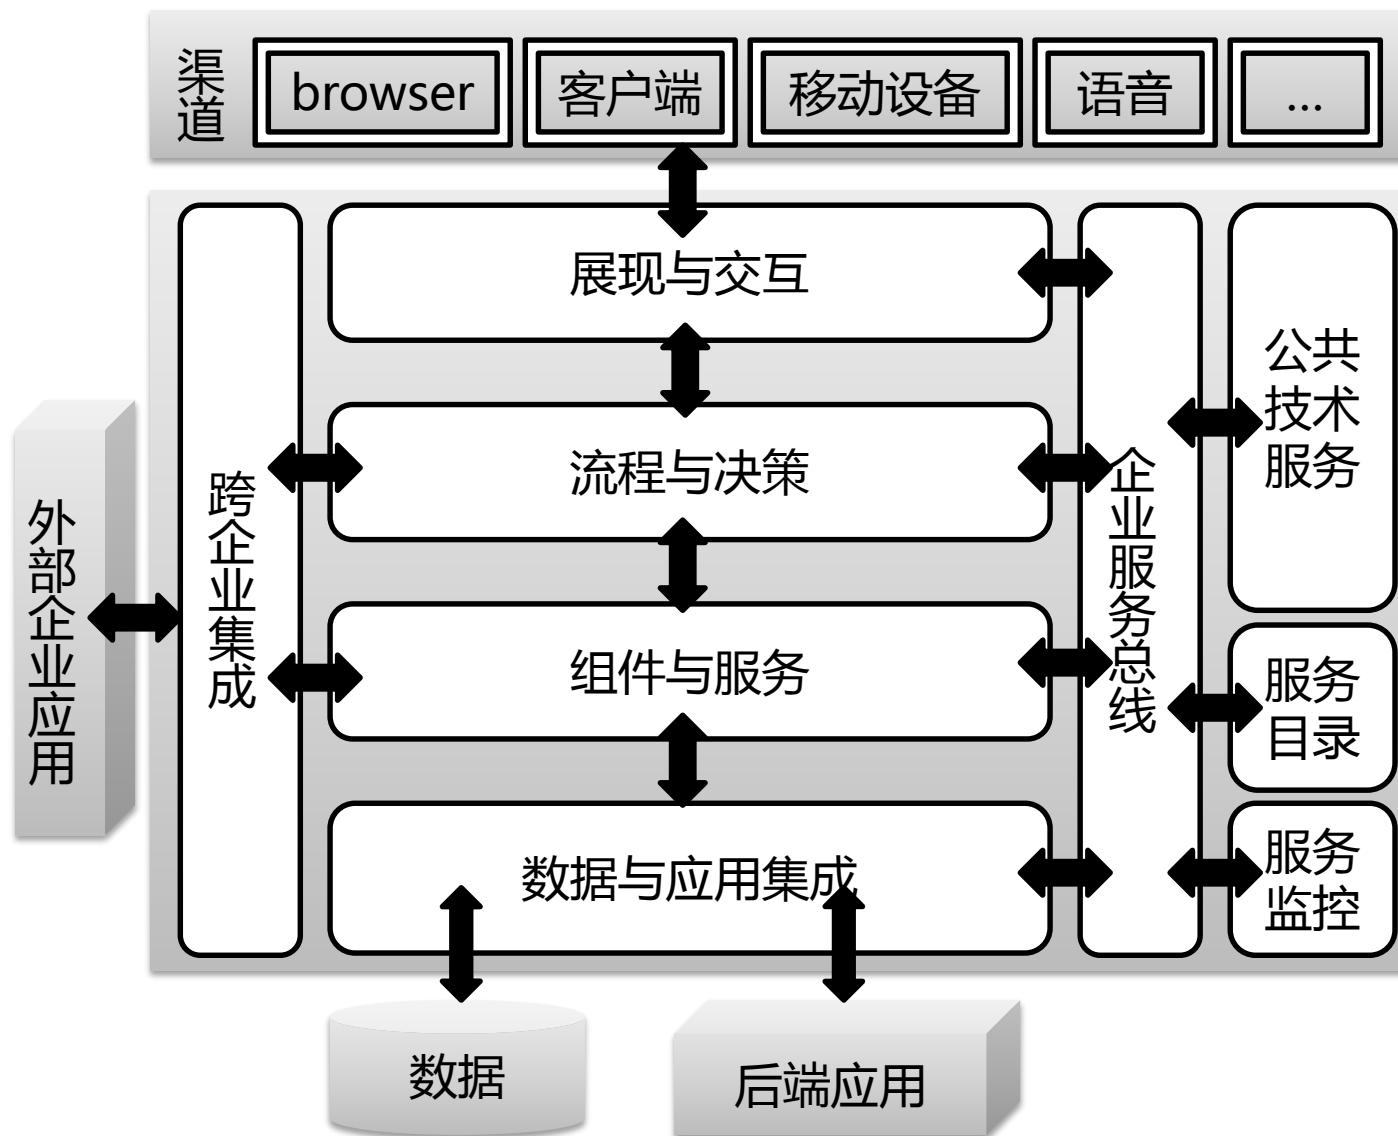 渠道
browser
客户端
移动设备
语音
...
展现与交互
流程与决策
组件与服务
数据与应用集成
外部企业应用
跨企业集成
企业服务总线
公共
技术
服务
服务
目录
服务
监控
数据
后端应用